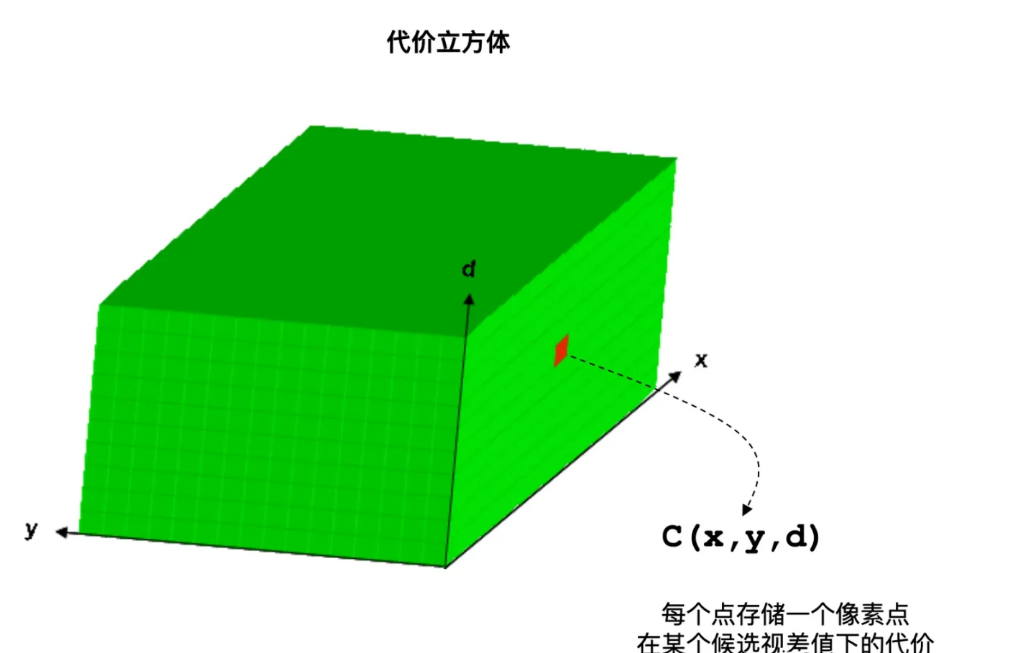 代价立方体
d
x
y
C(x,y,d)
每个点存储一个像素点
在某个候选视差值下的代价